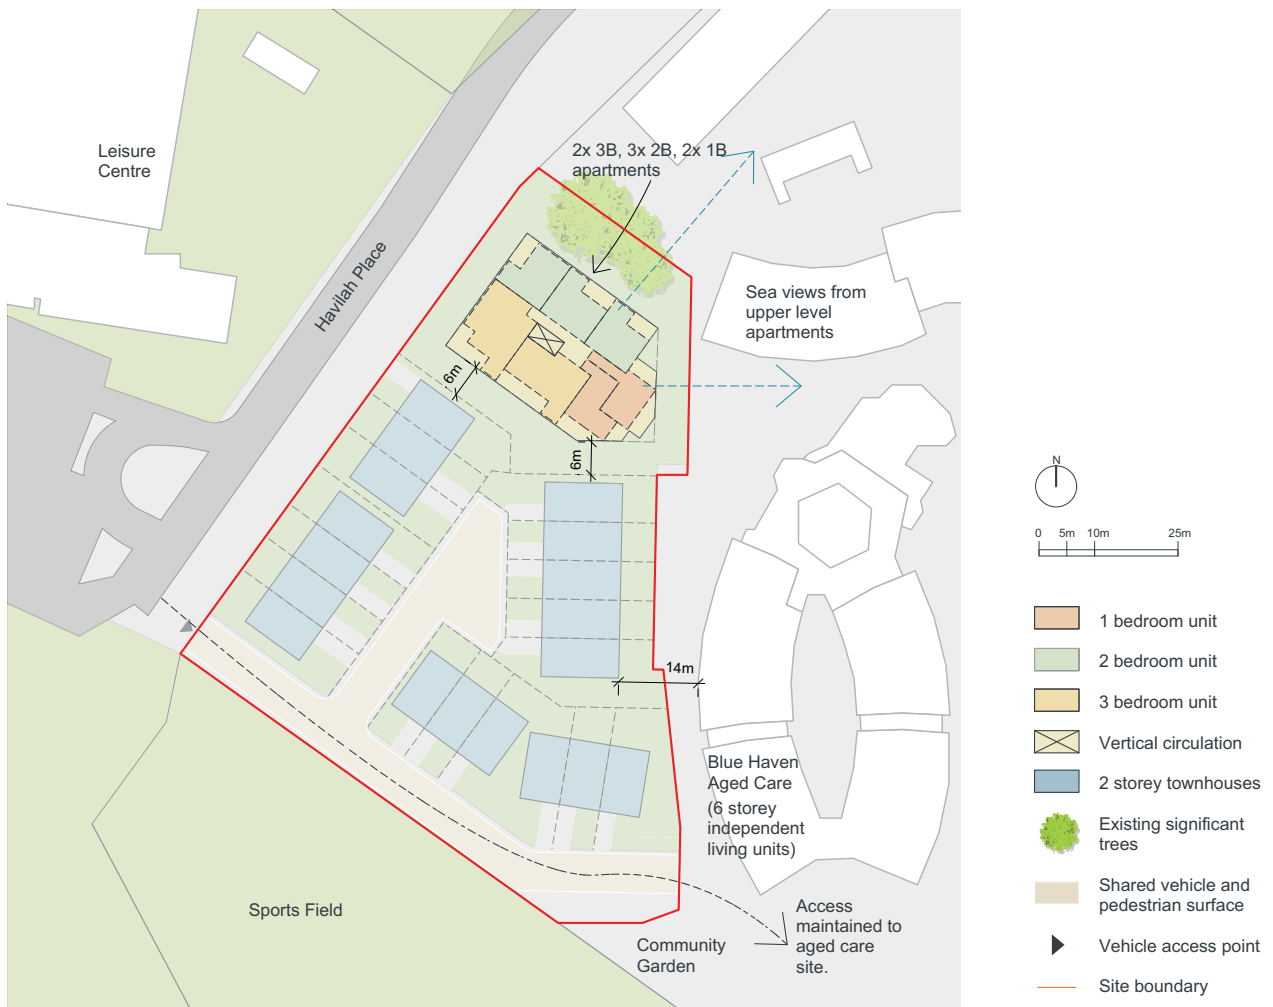 2x 3B, 3x 2B, 2x 1B
apartments
Leisure
Centre
Havilah Place
Sea views from
upper level
apartments
6m
6m
14m
Blue Haven
Aged Care
(6 storey
independent
living units)
Sports Field
Access
maintained to
aged care
site.
Community
Garden
N
0 5m 10m 25m
1 bedroom unit
2 bedroom unit
3 bedroom unit
Vertical circulation
2 storey townhouses
Existing significant
trees
Shared vehicle and
pedestrian surface
Vehicle access point
Site boundary